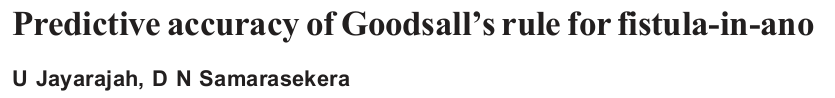 Predictive accuracy of Goodsall’s rule for fistula-in-ano
U Jayarajah, D N Samarasekera